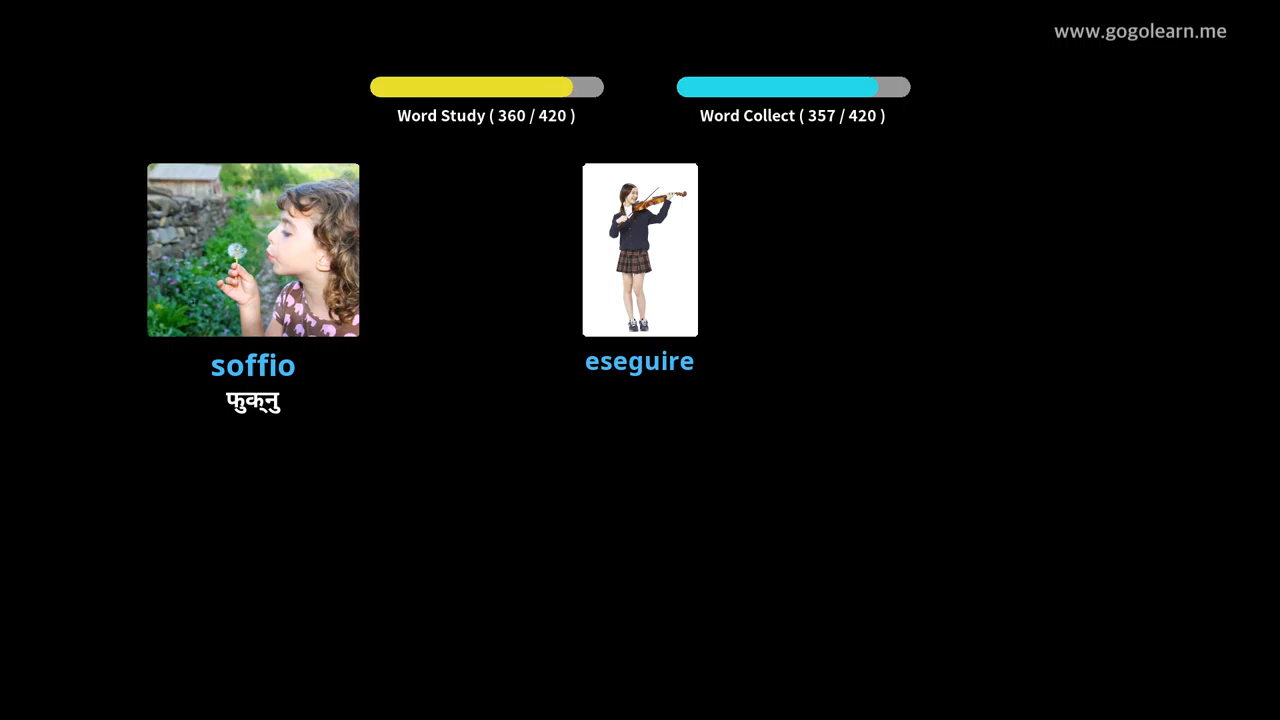 www.gogolearn.me
Word Study ( 360 / 420 )
Word Collect ( 357 / 420 )
soffio
फुक्नु
eseguire